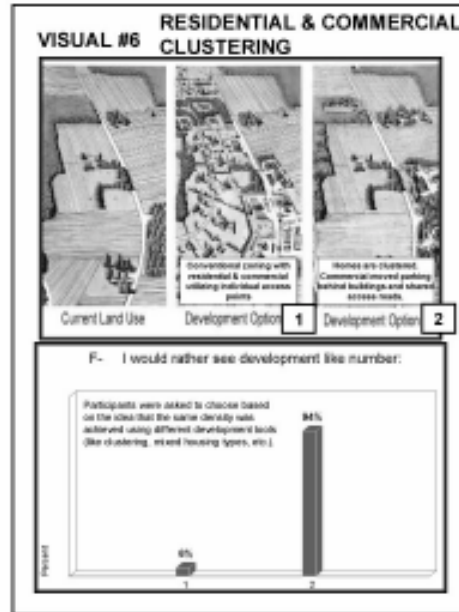 VISUAL #6
RESIDENTIAL & COMMERCIAL
CLUSTERING
Conventional zoning with
residential & commercial
utilizing individual access
points.
Homes are clustered.
Commercial moved parking
behind buildings and shared
access roads.
Current Land Use
Development Option
1
Development Option
2
F- I would rather see development like number:
Participants were asked to choose based
on the idea that the same density was
achieved using different development tools
(like clustering, mixed housing types, etc.).
94%
6%
Percent
1
2